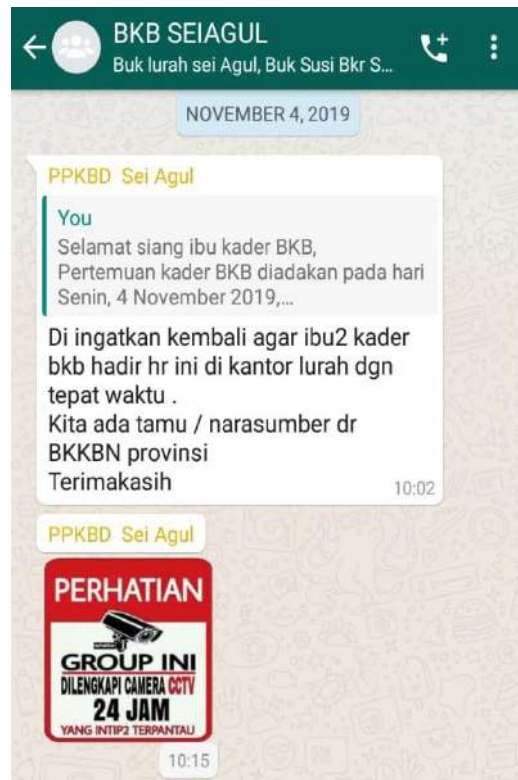 BKB SEIAGUL
Buk lurah sei Agul, Buk Susi Bkr S...
NOVEMBER 4, 2019
PPKBD Sei Agul
You
Selamat siang ibu kader BKB,
Pertemuan kader BKB diadakan pada hari
Senin, 4 November 2019,...
Di ingatkan kembali agar ibu2 kader
bkb hadir hr ini di kantor lurah dgn
tepat waktu .
Kita ada tamu / narasumber dr
BKKBN provinsi
Terimakasih
10:02
PPKBD Sei Agul
PERHATIAN
GROUP INI
DILENGKAPI CAMERA CCTV
24 JAM
YANG INTIP2 TERPANTAU
10:15